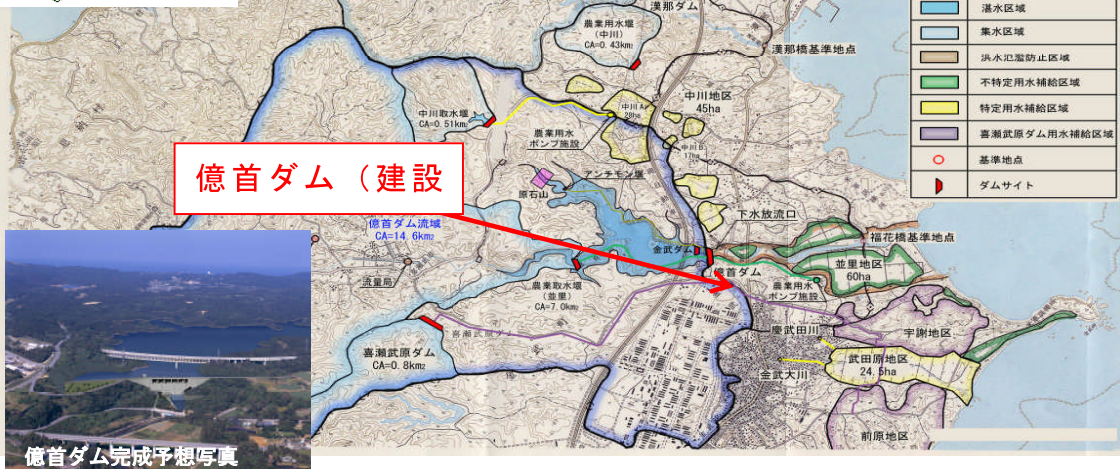 湛水区域
集水区域
洪水氾濫防止区域
不特定用水補給区域
特定用水補給区域
喜瀬武原ダム用水補給区域
基準地点
ダムサイト
漢那ダム
農業用水堰
(中川)
CA=0.43km2
漢那橋基準地点
中川地区
45ha
中川A
28ha
中川取水堰
CA=0.51km2
農業用水
ポンプ施設
中川B
17ha
アンチモン堰
原石山
億首ダム（建設
億首ダム流域
CA=14.6km2
流量局
下水放流口
金武ダム
福花橋基準地点
億首ダム
並里地区
60ha
農業取水堰
(並里)
CA=7.0km2
農業用水
ポンプ施設
喜瀬武原ダム
CA=0.8km2
慶武田川
宇謝地区
武田原地区
24.5ha
金武大川
前原地区
億首ダム完成予想写真